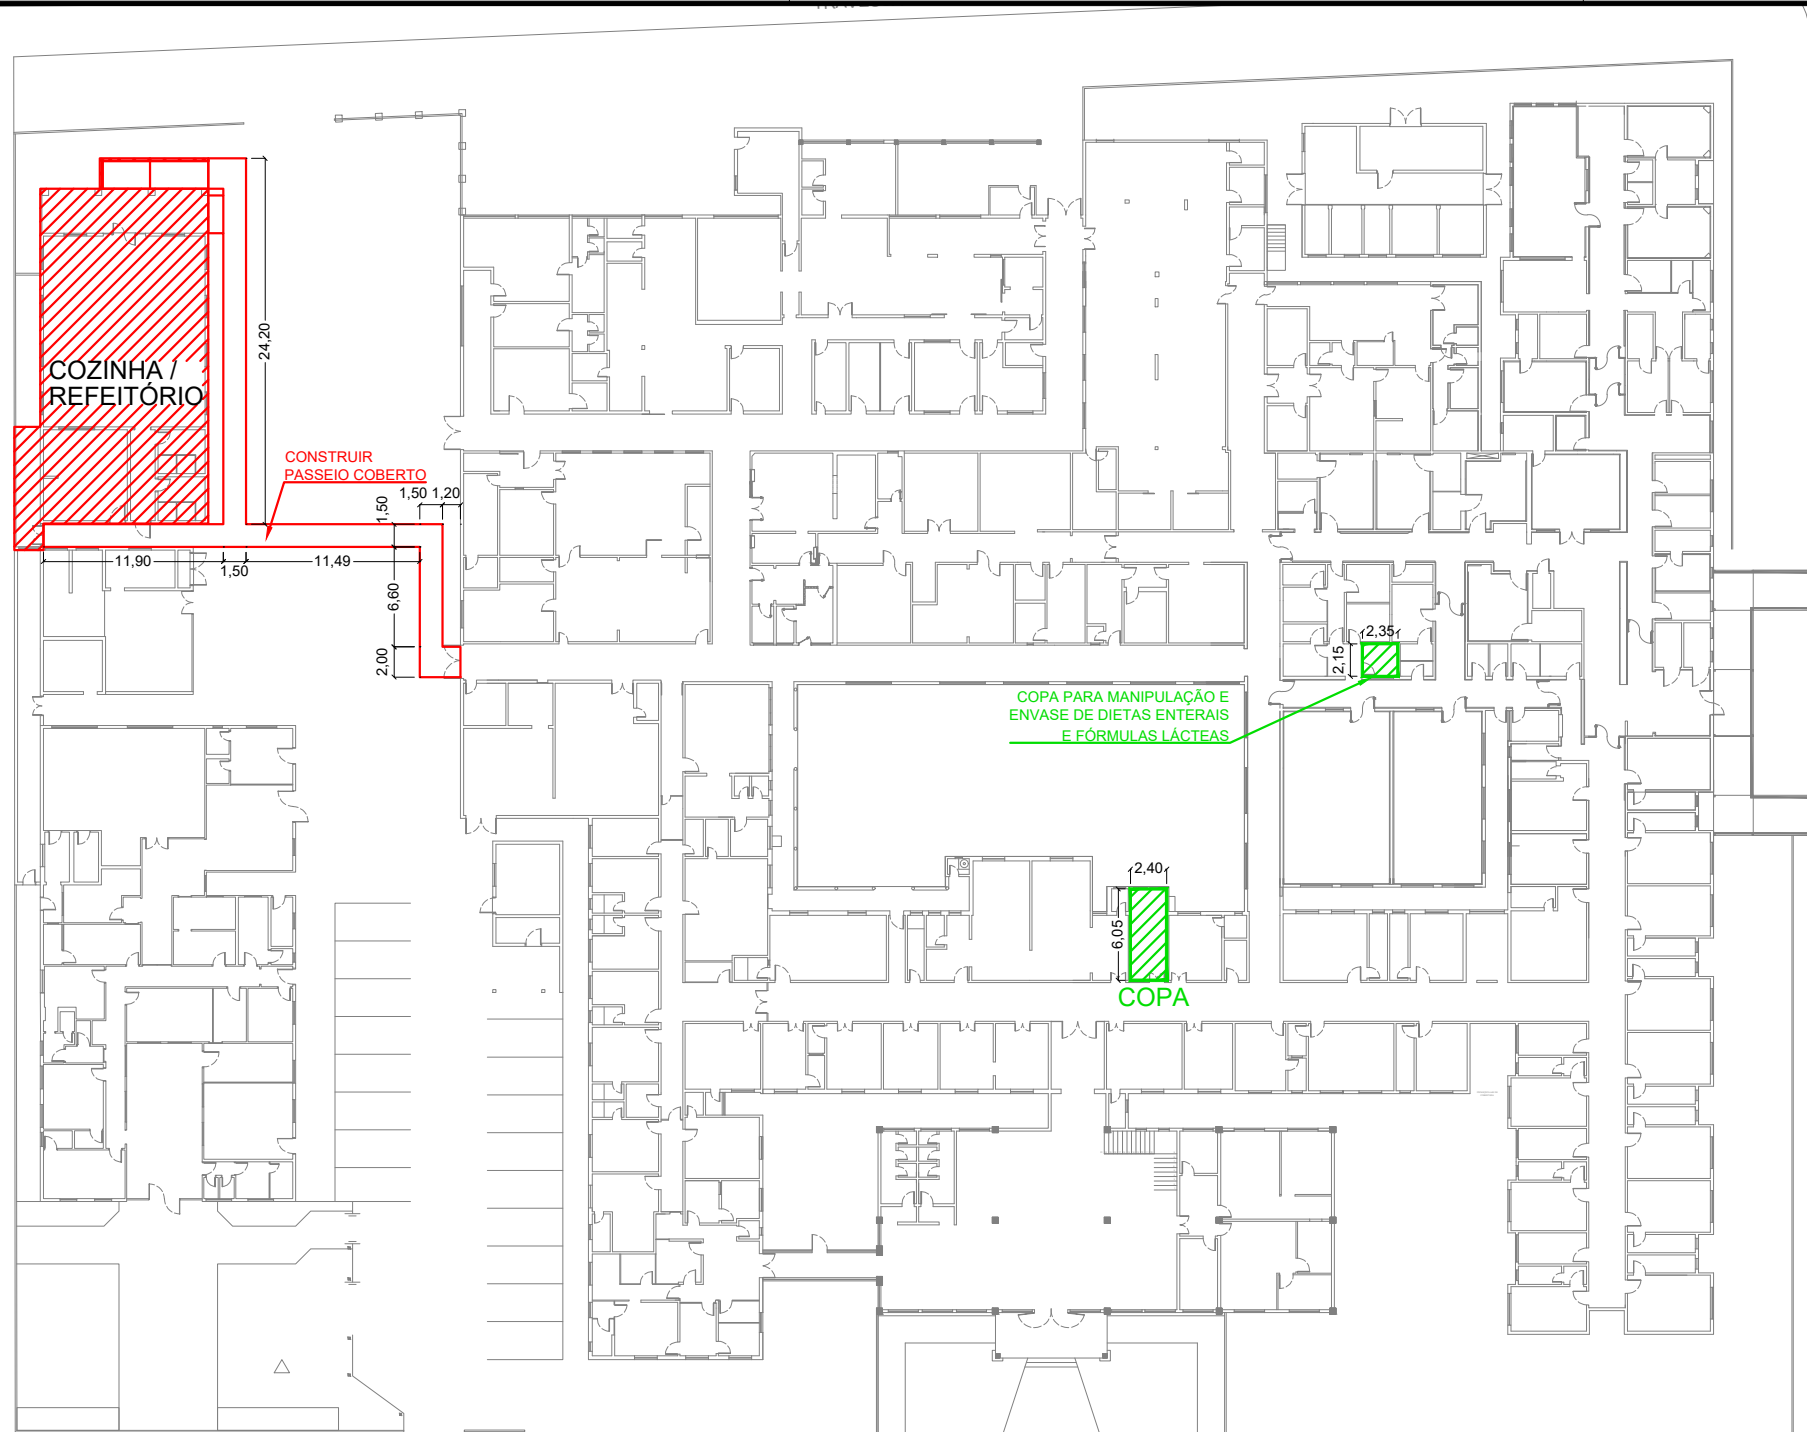 24,20
COZINHA /
REFEITÓRIO
CONSTRUIR
PASSEIO COBERTO
1,50
1,50 1,20
11,90
1,50
11,49
6,60
2,00
2,35
2,15
COPA PARA MANIPULAÇÃO E
ENVASE DE DIETAS ENTERAIS
E FÓRMULAS LÁCTEAS
2,40
6,05
COPA